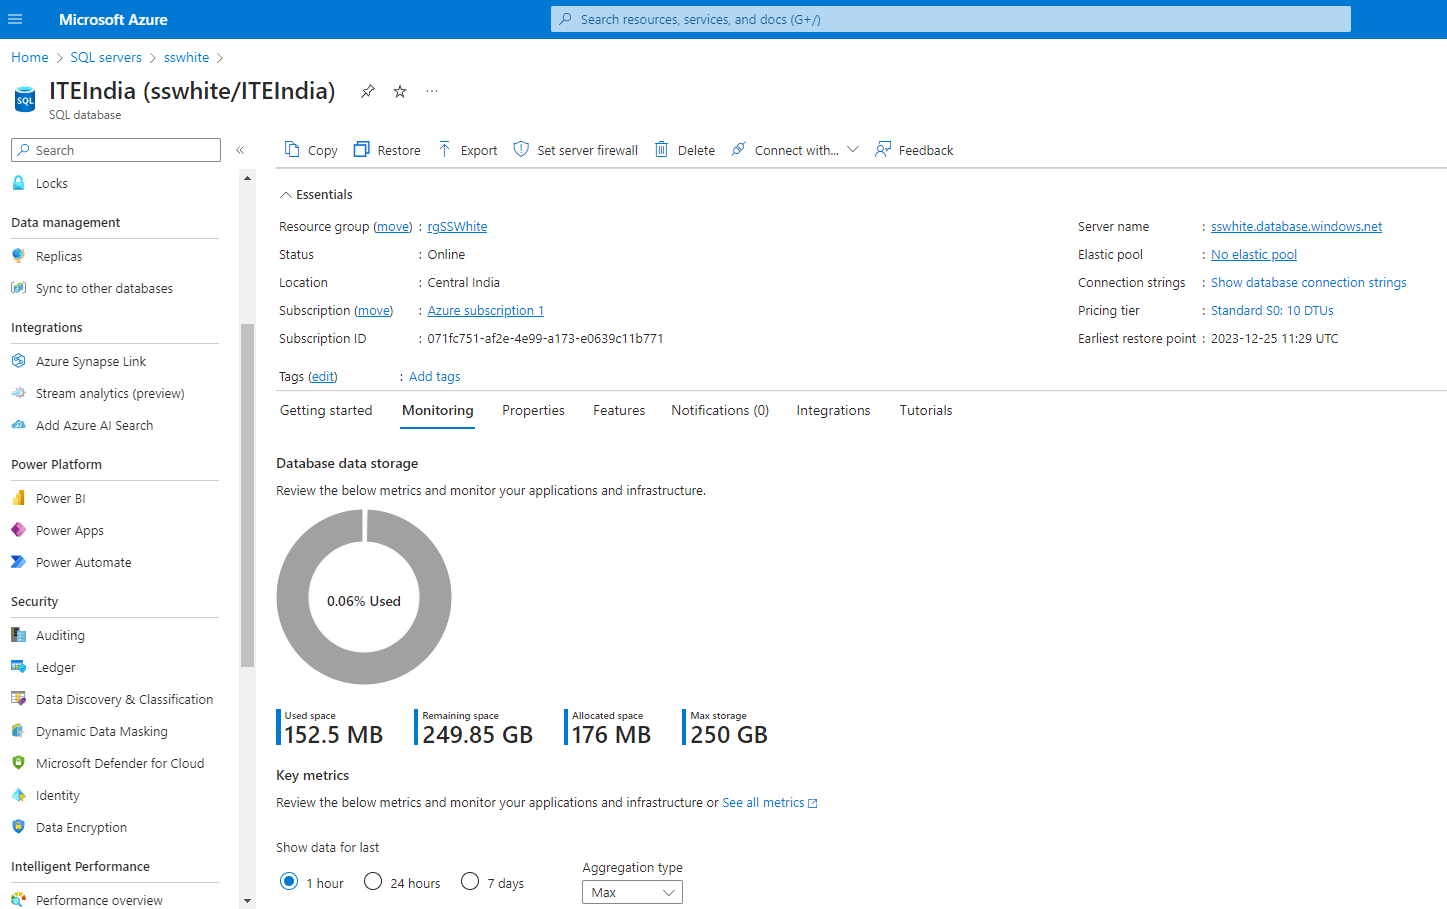 Microsoft Azure
Search resources, services, and docs (G+/)
Home > SQL servers > sswhite >
SQL
ITEIndia (sswhite/ITEIndia)
SQL database
Search
Locks
Data management
Replicas
Sync to other databases
Integrations
Azure Synapse Link
Stream analytics (preview)
Add Azure AI Search
Power Platform
Power BI
Power Apps
Power Automate
Security
Auditing
Ledger
Data Discovery & Classification
Dynamic Data Masking
Microsoft Defender for Cloud
Identity
Data Encryption
Intelligent Performance
Performance overview
Copy Restore Export Set server firewall Delete Connect with... Feedback
Essentials
Resource group (move) : rgSSWhite
Status : Online
Location : Central India
Subscription (move) : Azure subscription 1
Subscription ID : 071fc751-af2e-4e99-a173-e0639c11b771
Server name : sswhite.database.windows.net
Elastic pool : No elastic pool
Connection strings : Show database connection strings
Pricing tier : Standard S0: 10 DTUs
Earliest restore point : 2023-12-25 11:29 UTC
Tags (edit) : Add tags
Getting started Monitoring Properties Features Notifications (0) Integrations Tutorials
Database data storage
Review the below metrics and monitor your applications and infrastructure.
0.06% Used
Used space
152.5 MB
Remaining space
249.85 GB
Allocated space
176 MB
Max storage
250 GB
Key metrics
Review the below metrics and monitor your applications and infrastructure or See all metrics
Show data for last
1 hour 24 hours 7 days
Aggregation type
Max